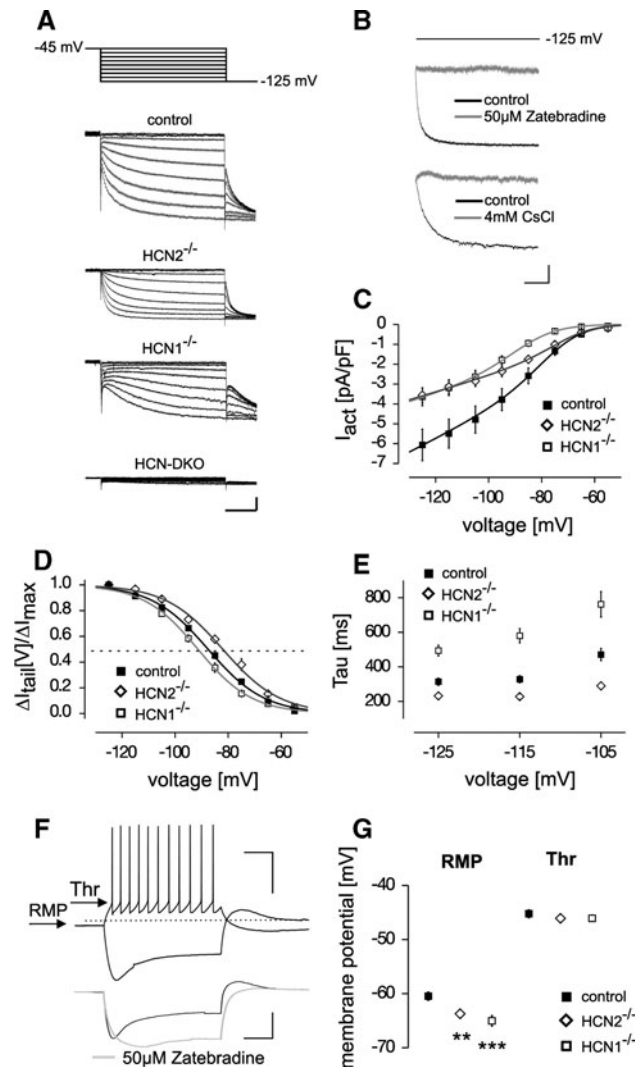 A
-45 mV
-125 mV
control
HCN2-/-
HCN1-/-
HCN-DKO
B
-125 mV
control
50µM Zatebradine
control
4mM CsCl
C
0
-1
-2
-3
-4
-5
-6
-7
Iact [pA/pF]
control
HCN2-/-
HCN1-/-
-120 -100 -80 -60
voltage [mV]
D
1.0
0.8
0.6
0.4
0.2
0.0
ΔItail[V]/ΔImax
control
HCN2-/-
HCN1-/-
-120 -100 -80 -60
voltage [mV]
E
control
HCN2-/-
HCN1-/-
800
600
400
200
Tau [ms]
-125 -115 -105
voltage [mV]
F
Thr
RMP
50µM Zatebradine
G
RMP Thr
-40
-50
-60
-70
membrane potential [mV]
** ***
control
HCN2-/-
HCN1-/-